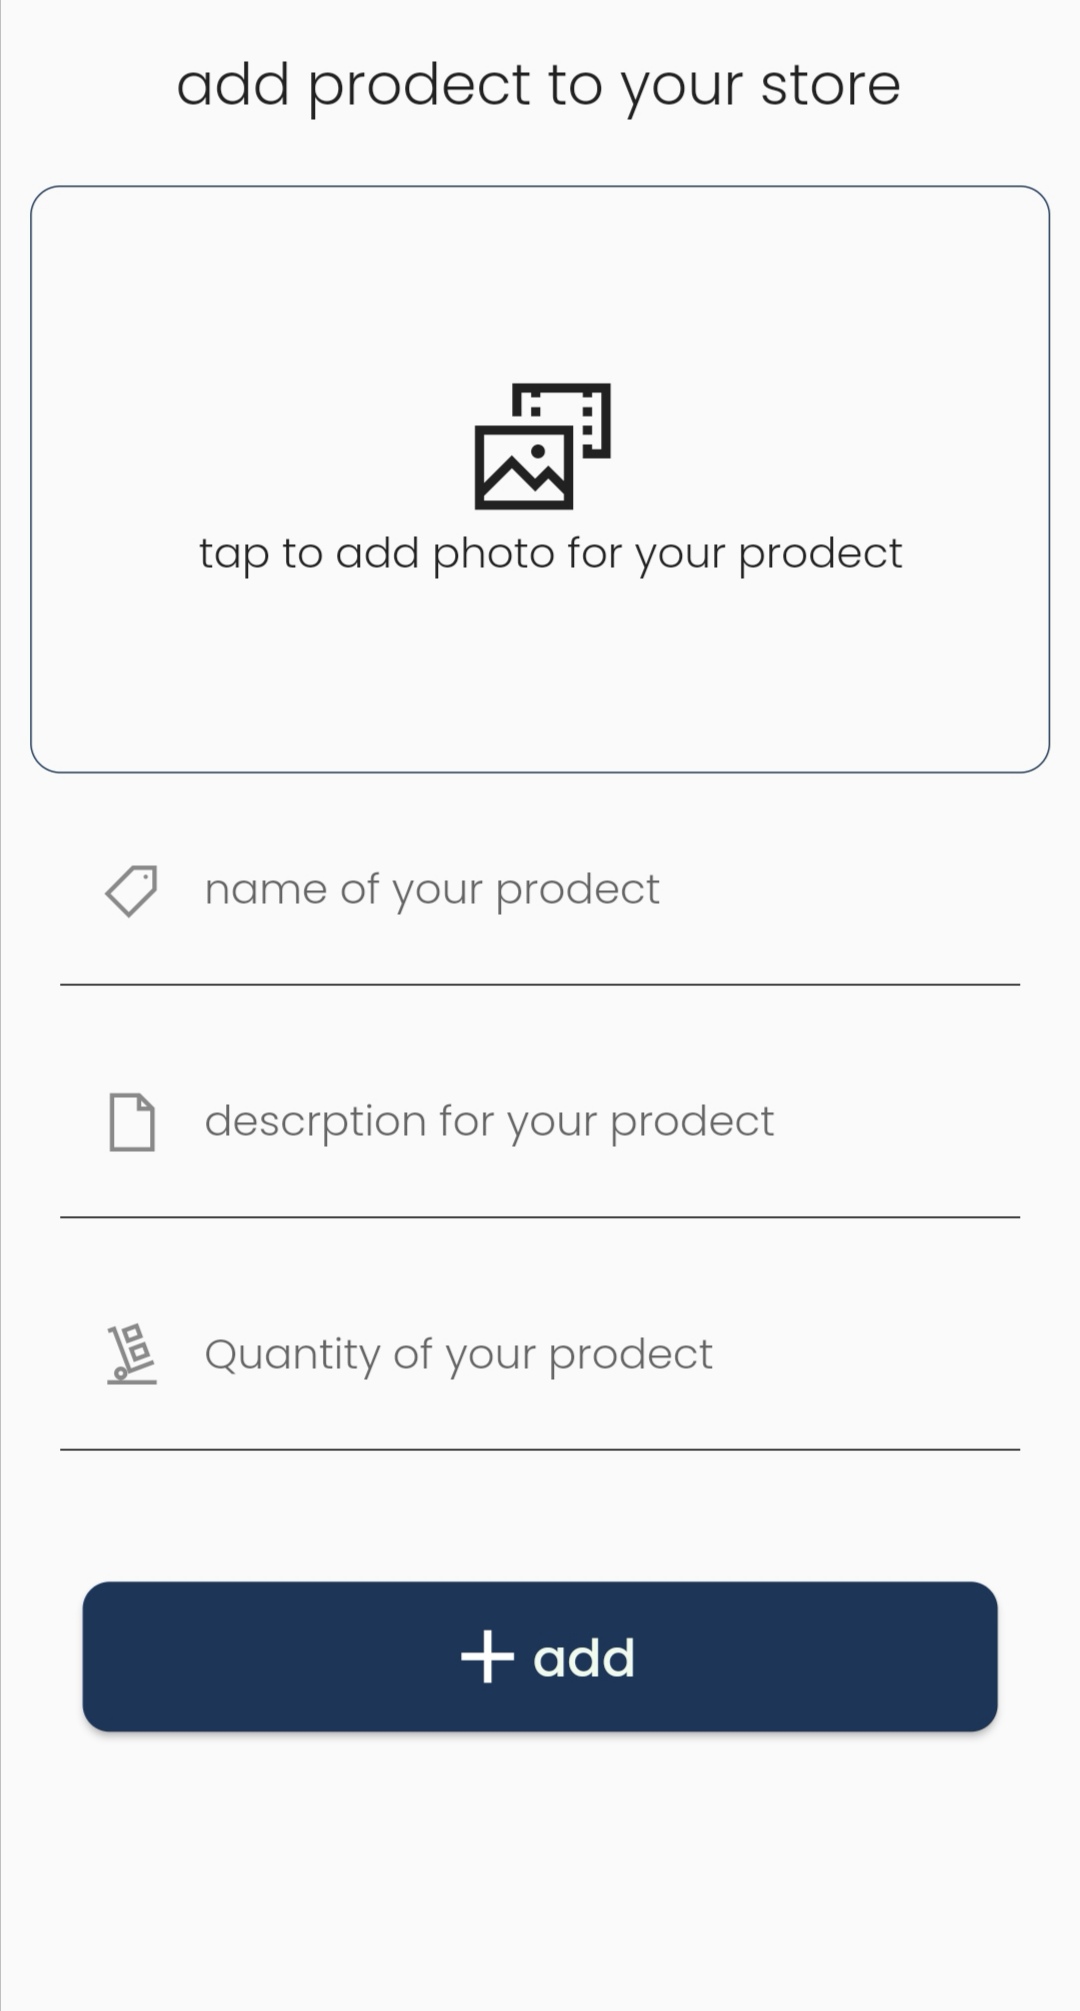 add prodect to your store
tap to add photo for your prodect
name of your prodect
descrption for your prodect
Quantity of your prodect
add